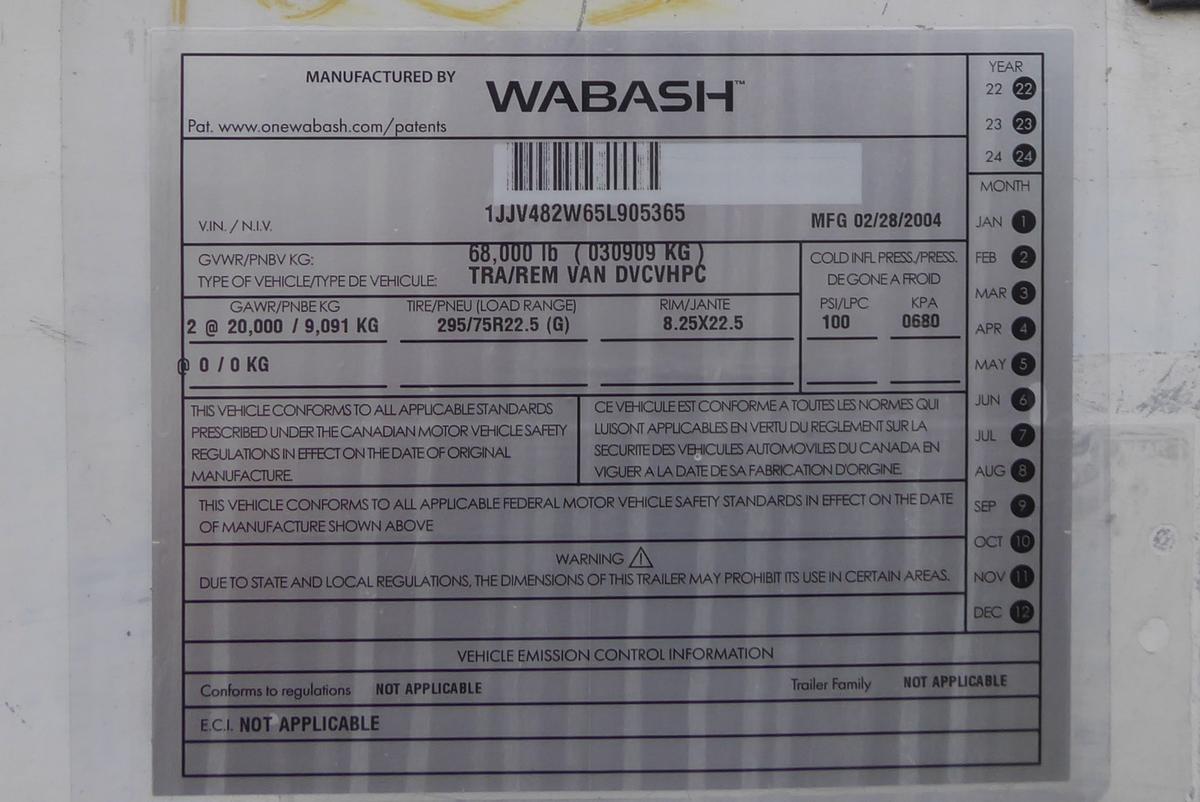 MANUFACTURED BY WABASH™
Pat. www.onewabash.com/patents
1JJV482W65L905365
V.IN. / N.I.V.
MFG 02/28/2004
GVWR/PNBV KG: 68,000 lb ( 030909 KG )
TYPE OF VEHICLE/TYPE DE VEHICULE: TRA/REM VAN DVCVHPC
COLD INFL PRESS./PRESS.
DE GONE A FROID
GAWR/PNBE KG TIRE/PNEU (LOAD RANGE) RIM/JANTE PSI/LPC KPA
2 @ 20,000 / 9,091 KG 295/75R22.5 (G) 8.25X22.5 100 0680
@ 0 / 0 KG
THIS VEHICLE CONFORMS TO ALL APPLICABLE STANDARDS
PRESCRIBED UNDER THE CANADIAN MOTOR VEHICLE SAFETY
REGULATIONS IN EFFECT ON THE DATE OF ORIGINAL
MANUFACTURE.
CE VEHICULE EST CONFORME A TOUTES LES NORMES QUI
LUISONT APPLICABLES EN VERTU DU REGLEMENT SUR LA
SECURITE DES VEHICULES AUTOMOVILES DU CANADA EN
VIGUER A LA DATE DE SA FABRICATION D'ORIGINE.
THIS VEHICLE CONFORMS TO ALL APPLICABLE FEDERAL MOTOR VEHICLE SAFETY STANDARDS IN EFFECT ON THE DATE
OF MANUFACTURE SHOWN ABOVE
WARNING
DUE TO STATE AND LOCAL REGULATIONS, THE DIMENSIONS OF THIS TRAILER MAY PROHIBIT ITS USE IN CERTAIN AREAS.
VEHICLE EMISSION CONTROL INFORMATION
Conforms to regulations NOT APPLICABLE Trailer Family NOT APPLICABLE
E.C.I. NOT APPLICABLE
YEAR
22 22
23 23
24 24
MONTH
JAN 1
FEB 2
MAR 3
APR 4
MAY 5
JUN 6
JUL 7
AUG 8
SEP 9
OCT 10
NOV 11
DEC 12